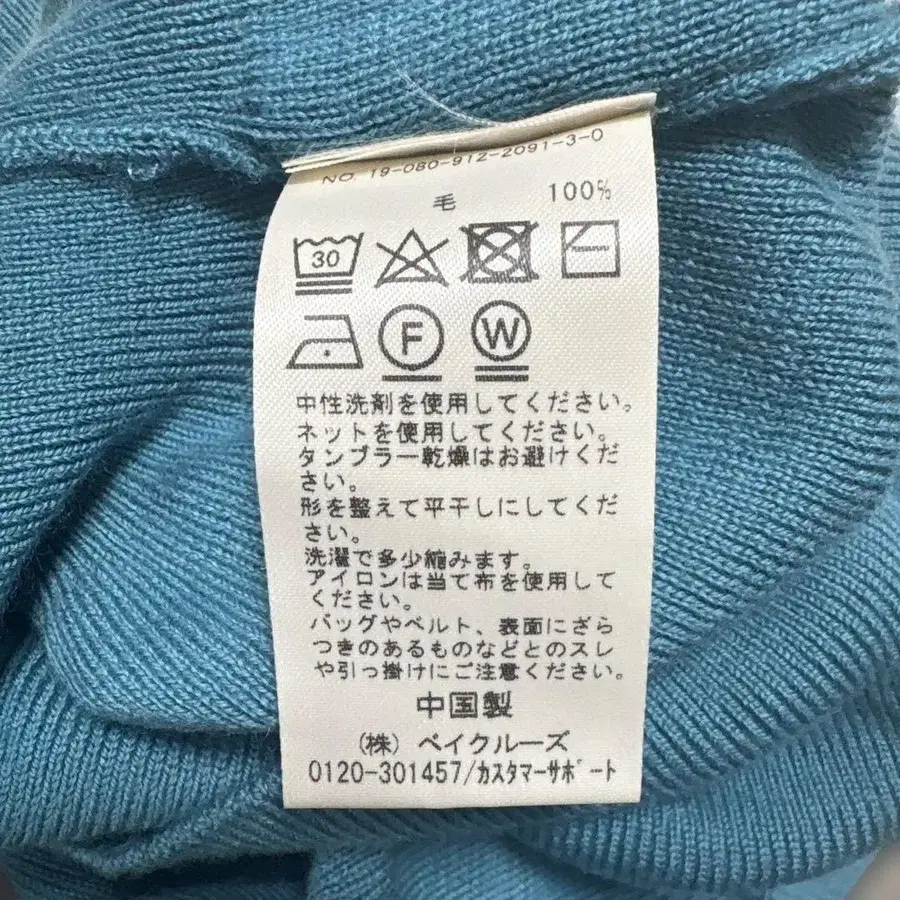 NO. 19-080-912-2091-3-0
毛 100%
30
F W
中性洗剤を使用してください。
ネットを使用してください。
タンブラー乾燥はお避けくだ
さい。
形を整えて平干しにしてくだ
さい。
洗濯で多少縮みます。
アイロンは当て布を使用して
ください。
バッグやベルト、表面にざら
つきのあるものなどとのスレ
や引っ掛けにご注意ください。
中国製
(株) ベイクルーズ
0120-301457/カスタマーサポート